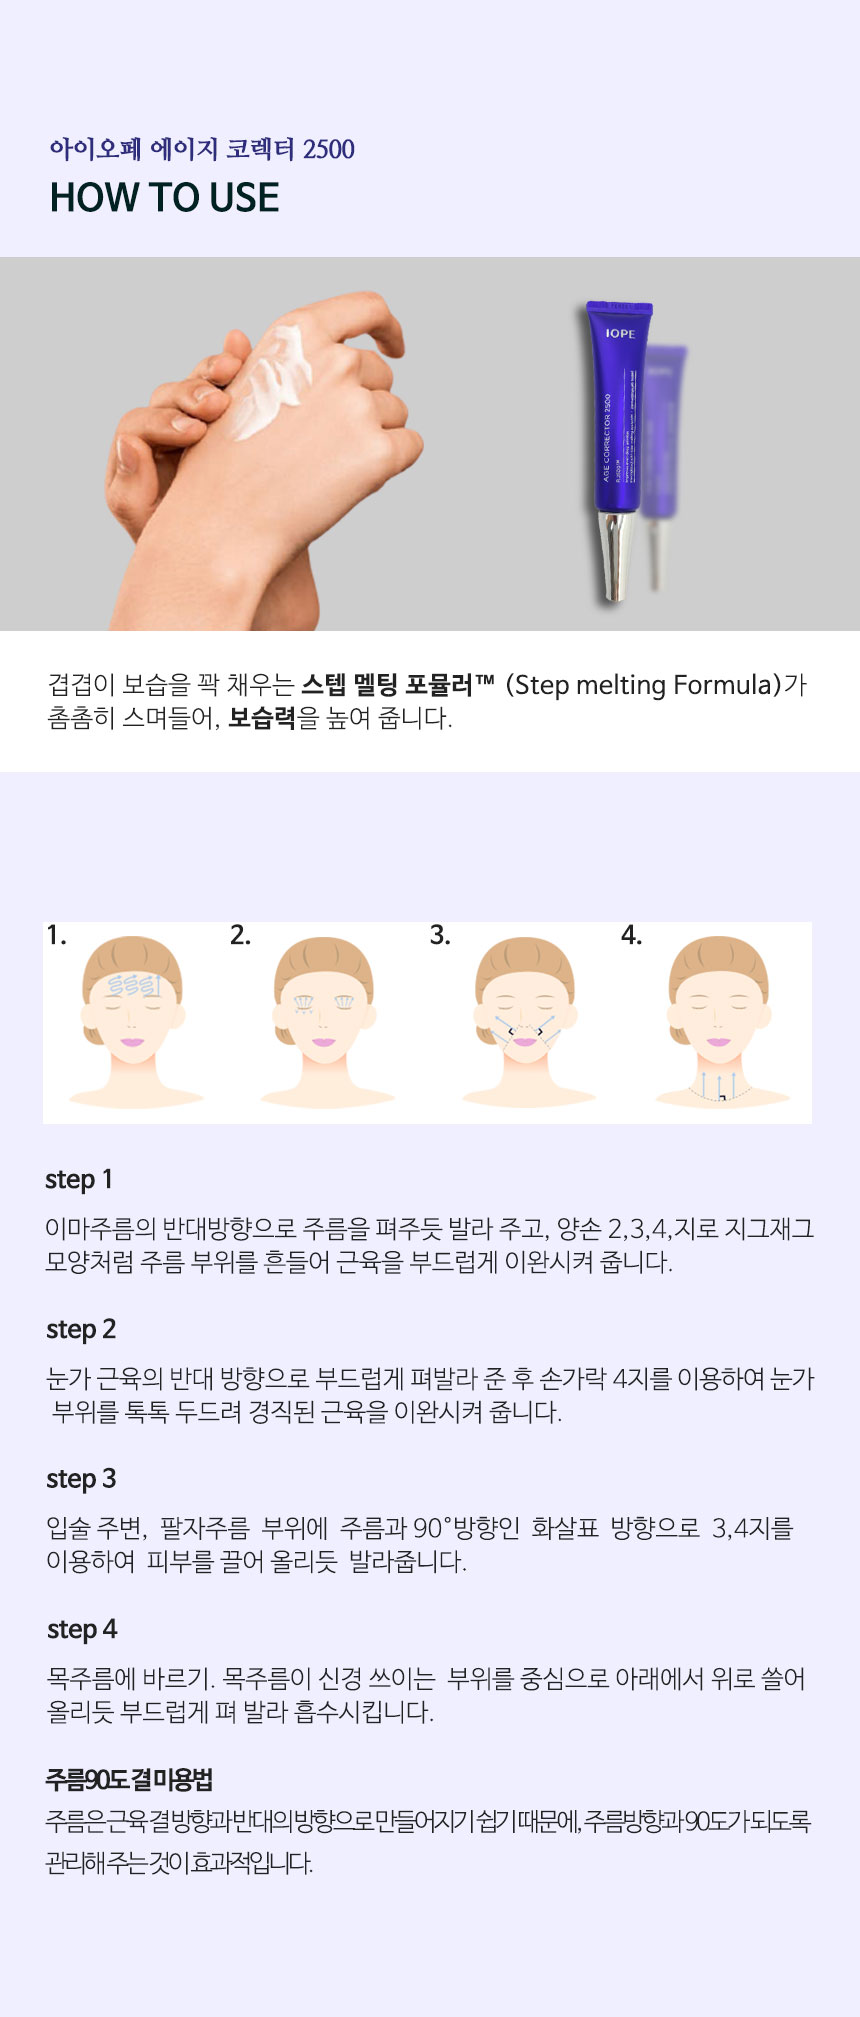 아이오페 에이지 코렉터 2500
HOW TO USE
IOPE
IOPE
AGE CORRECTOR 2500
겹겹이 보습을 꽉 채우는 스텝 멜팅 포뮬러™ (Step melting Formula)가
촘촘히 스며들어, 보습력을 높여 줍니다.
1.
2.
3.
4.
step 1
이마주름의 반대방향으로 주름을 펴주듯 발라 주고, 양손 2,3,4,지로 지그재그
모양처럼 주름 부위를 흔들어 근육을 부드럽게 이완시켜 줍니다.
step 2
눈가 근육의 반대 방향으로 부드럽게 펴발라 준 후 손가락 4지를 이용하여 눈가
부위를 톡톡 두드려 경직된 근육을 이완시켜 줍니다.
step 3
입술 주변, 팔자주름 부위에 주름과 90˚방향인 화살표 방향으로 3,4지를
이용하여 피부를 끌어 올리듯 발라줍니다.
step 4
목주름에 바르기. 목주름이 신경 쓰이는 부위를 중심으로 아래에서 위로 쓸어
올리듯 부드럽게 펴 발라 흡수시킵니다.
주름90도 결 미용법
주름은 근육 결 방향과 반대의 방향으로 만들어지기 쉽기 때문에, 주름방향과 90도가 되도록
관리해 주는 것이 효과적입니다.